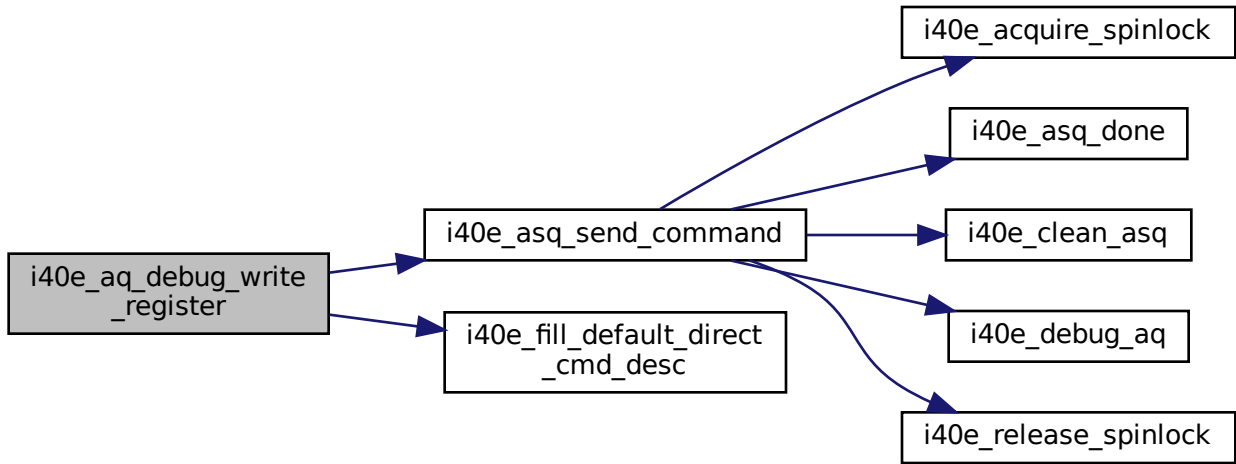 i40e_aq_debug_write
_register
i40e_asq_send_command
i40e_fill_default_direct
_cmd_desc
i40e_acquire_spinlock
i40e_asq_done
i40e_clean_asq
i40e_debug_aq
i40e_release_spinlock